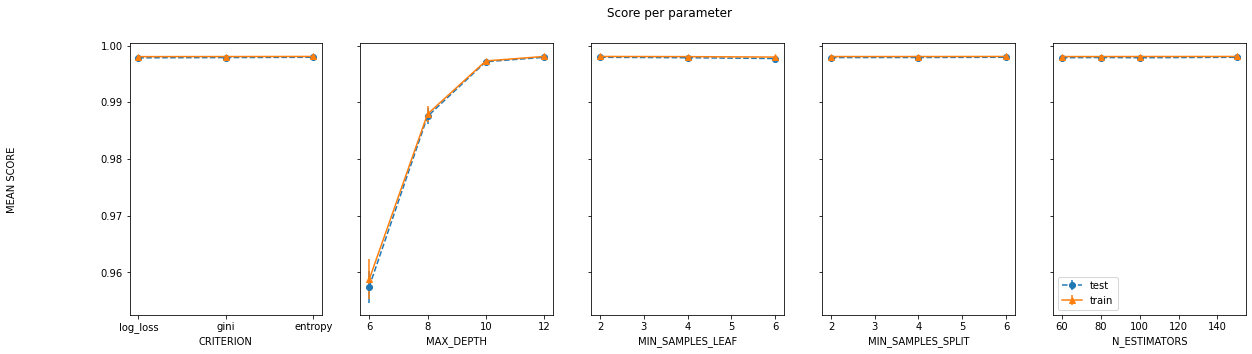 Score per parameter
MEAN SCORE
1.00
0.99
0.98
0.97
0.96
log_loss gini entropy
CRITERION
6 8 10 12
MAX_DEPTH
2 3 4 5 6
MIN_SAMPLES_LEAF
2 3 4 5 6
MIN_SAMPLES_SPLIT
test
train
60 80 100 120 140
N_ESTIMATORS